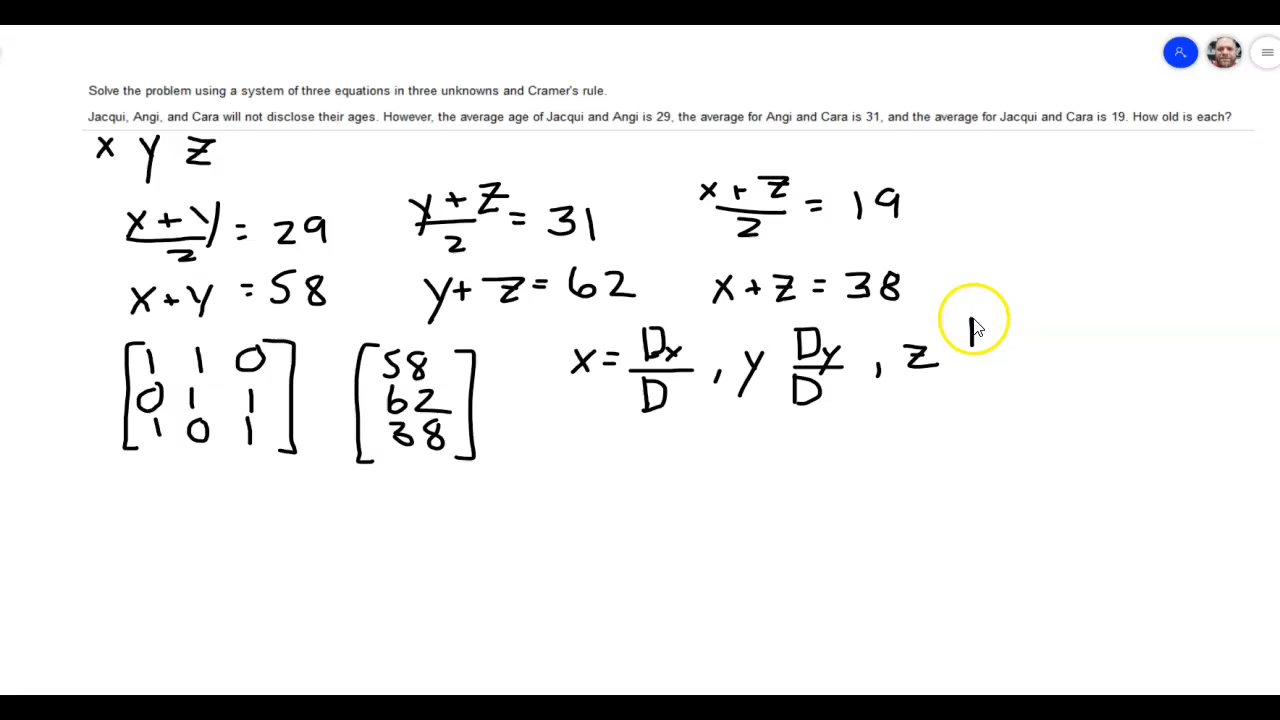 Solve the problem using a system of three equations in three unknowns and Cramer's rule.
Jacqui, Angi, and Cara will not disclose their ages. However, the average age of Jacqui and Angi is 29, the average for Angi and Cara is 31, and the average for Jacqui and Cara is 19. How old is each?
x y z
x+y/2 = 29 y+z/2 = 31 x+z/2 = 19
x+y = 58 y+z = 62 x+z = 38
[1 1 0 [58 x = Dx/D , y Dy/D , z
0 1 1 62
1 0 1] 38]